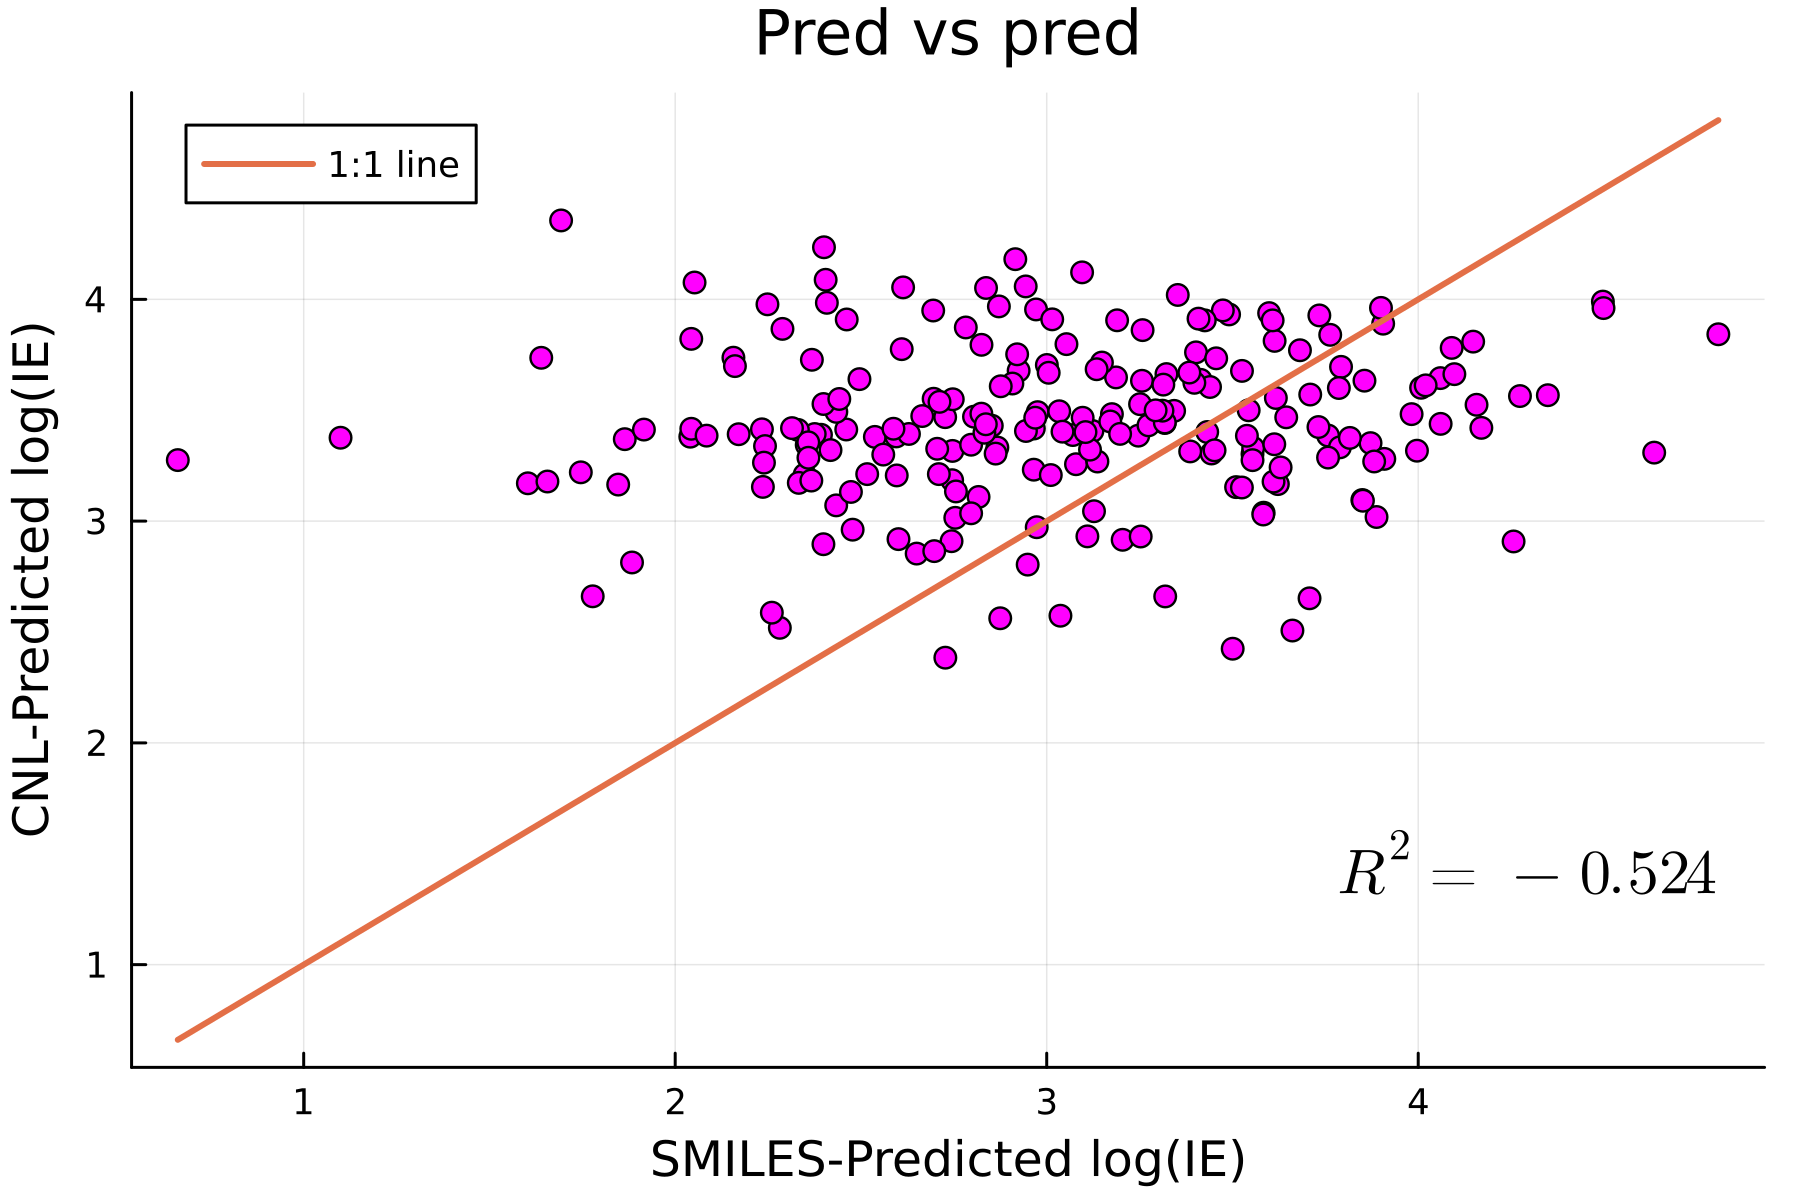 Pred vs pred
1:1 line
4
3
2
1
CNL-Predicted log(IE)
R² = − 0.524
1 2 3 4
SMILES-Predicted log(IE)